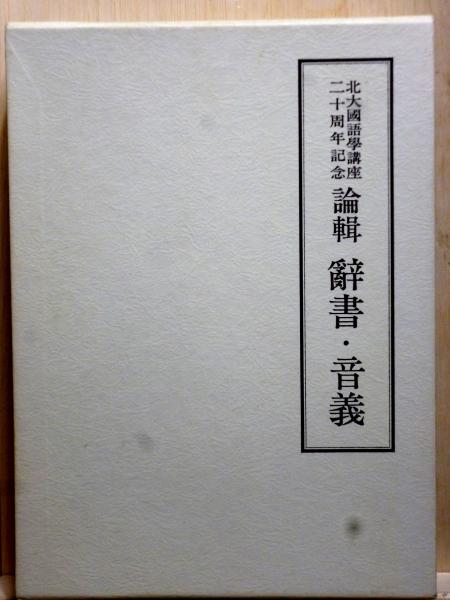 北大國語學講座
二十周年記念
論輯 辭書・音義